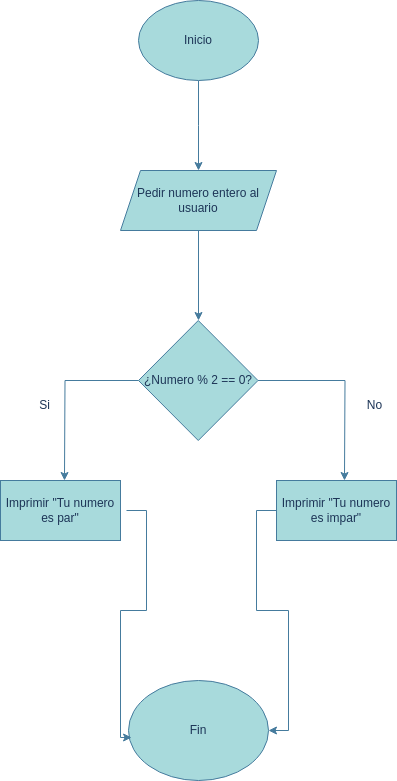 Inicio
Pedir numero entero al
usuario
¿Numero % 2 == 0?
Si
No
Imprimir "Tu numero
es par"
Imprimir "Tu numero
es impar"
Fin